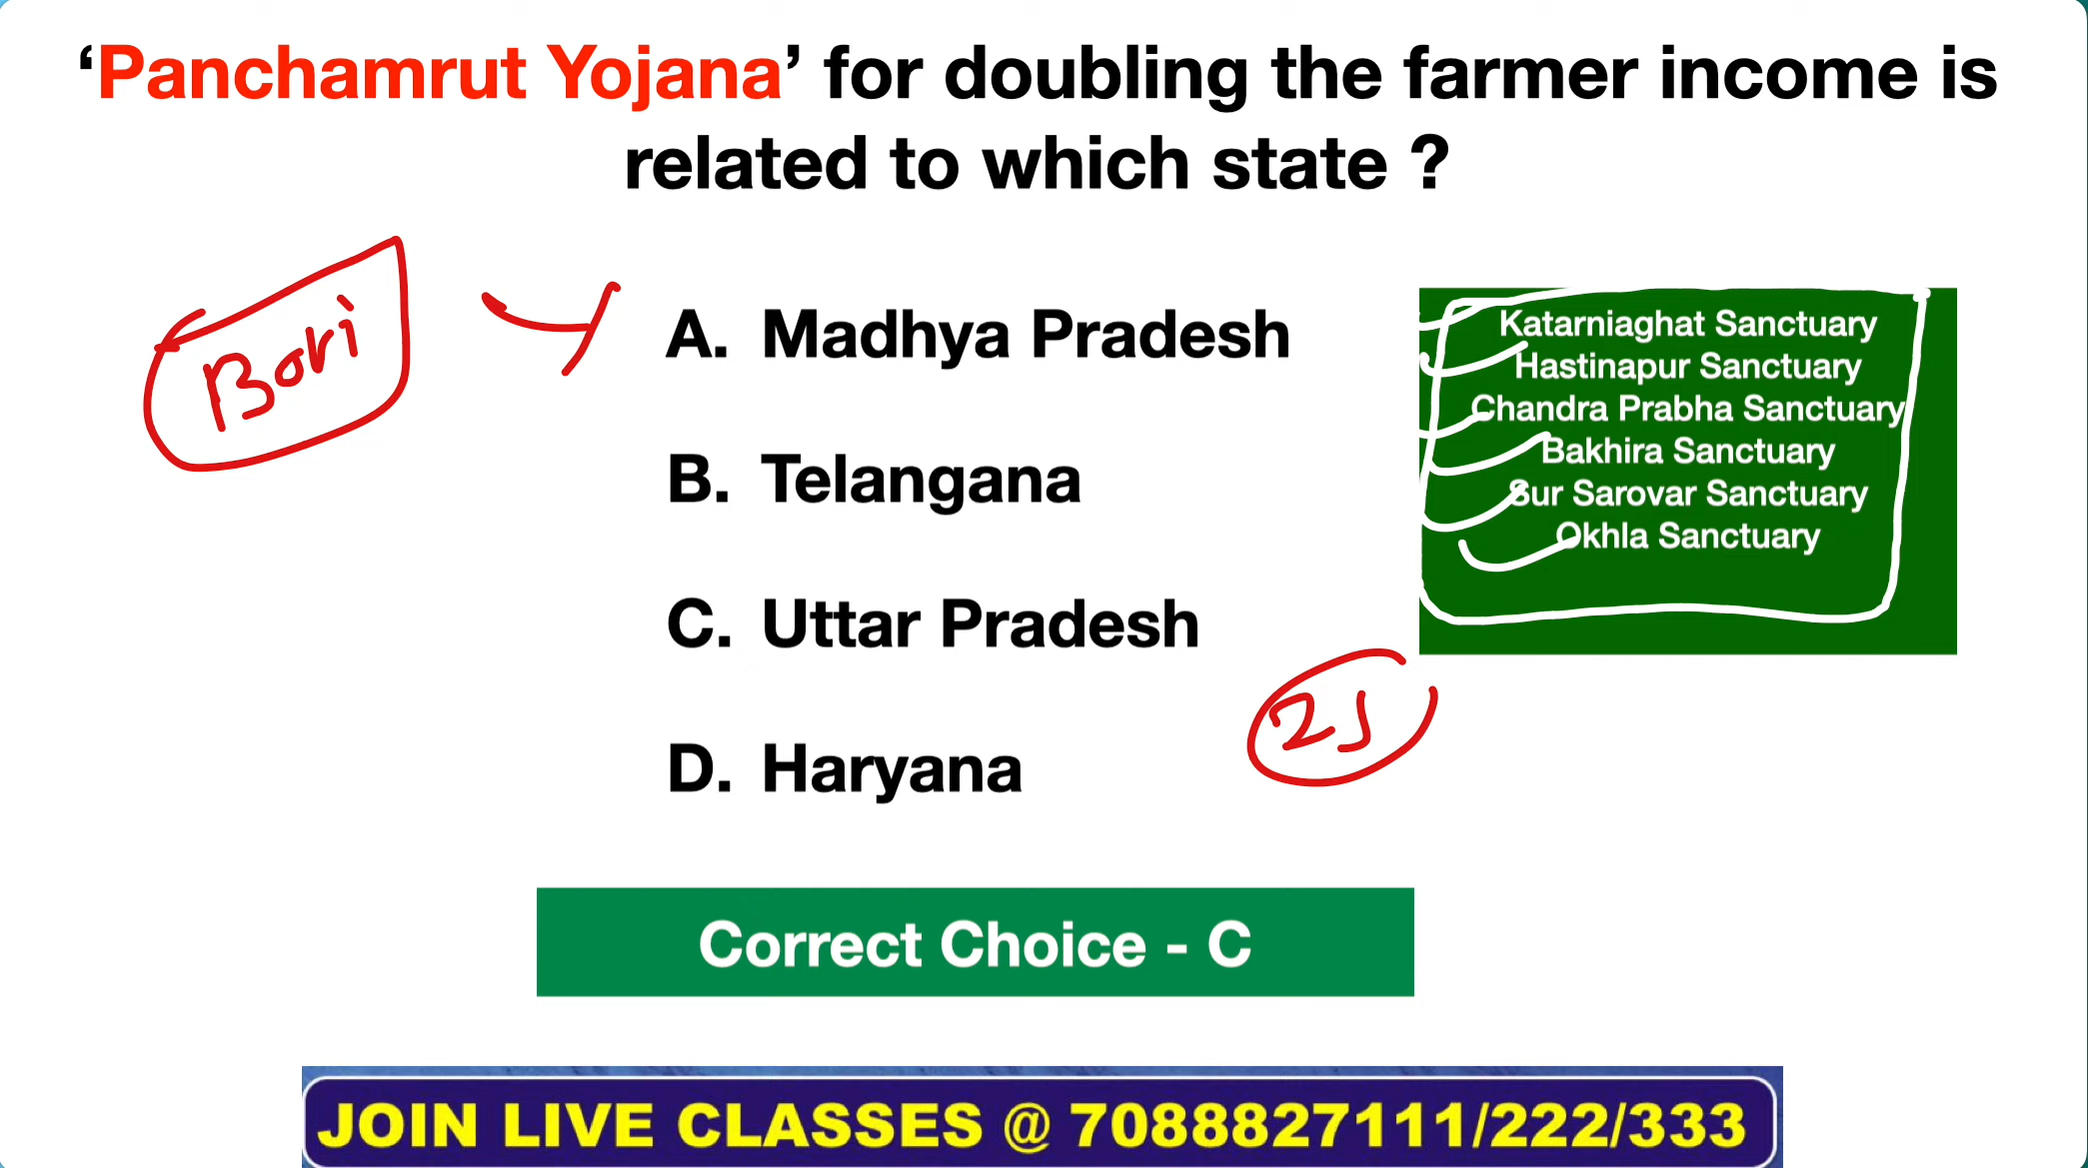 ‘Panchamrut Yojana’ for doubling the farmer income is
related to which state ?
Bori
A. Madhya Pradesh
B. Telangana
C. Uttar Pradesh
D. Haryana
Katarniaghat Sanctuary
Hastinapur Sanctuary
Chandra Prabha Sanctuary
Bakhira Sanctuary
Sur Sarovar Sanctuary
Okhla Sanctuary
Correct Choice - C
JOIN LIVE CLASSES @ 7088827111/222/333